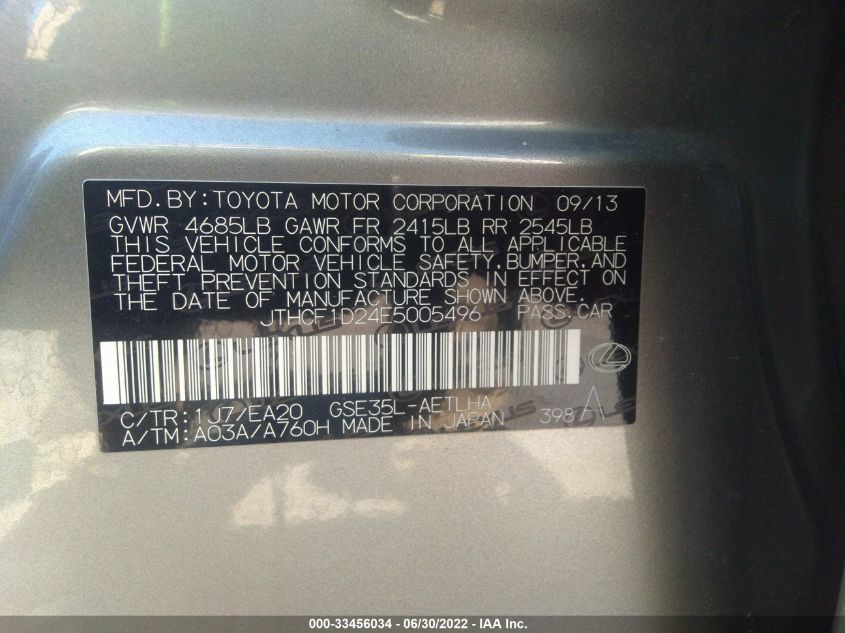 MFD.BY:TOYOTA MOTOR CORPORATION 09/13
GVWR 4685LB GAWR FR 2415LB RR 2545LB
THIS VEHICLE CONFORMS TO ALL APPLICABLE
FEDERAL MOTOR VEHICLE SAFETY,BUMPER,AND
THEFT PREVENTION STANDARDS IN EFFECT ON
THE DATE OF MANUFACTURE SHOWN ABOVE.
JTHCF1D24E5005496 PASS.CAR
C/TR:1J7/EA20 GSE35L-AETLHA
A/TM:A03A/A760H MADE IN JAPAN 3987
000-33456034 - 06/30/2022 - IAA Inc.